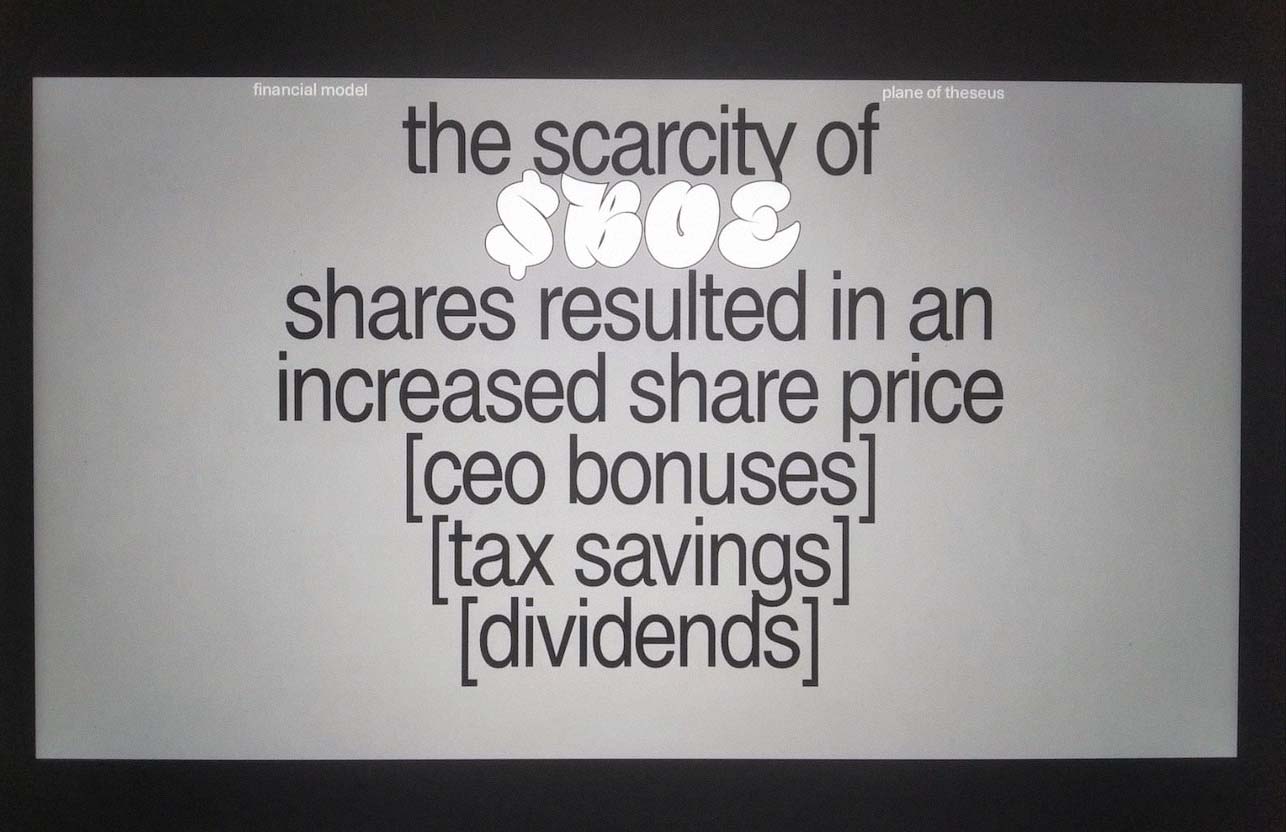 financial model
plane of theseus
the scarcity of
$BOE
shares resulted in an
increased share price
[ceo bonuses]
[tax savings]
[dividends]